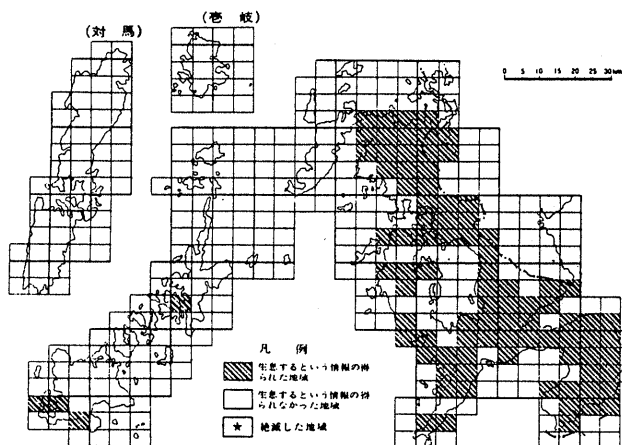 (対 馬)
(壱 岐)
0 5 10 15 20 25 30 km
凡 例
生息するという情報の得
られた地域
生息するという情報の得
られなかった地域
★ 絶滅した地域